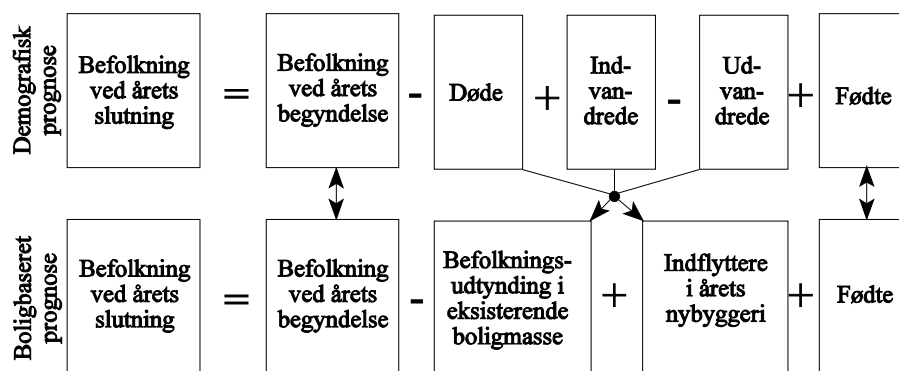 Demografisk
prognose
Befolkning
ved årets
slutning
=
Befolkning
ved årets
begyndelse
-
Døde
+
Ind-
van-
drede
-
Ud-
van-
drede
+
Fødte
Boligbaseret
prognose
Befolkning
ved årets
slutning
=
Befolkning
ved årets
begyndelse
-
Befolknings-
udtynding i
eksisterende
boligmasse
+
Indflyttere
i årets
nybyggeri
+
Fødte